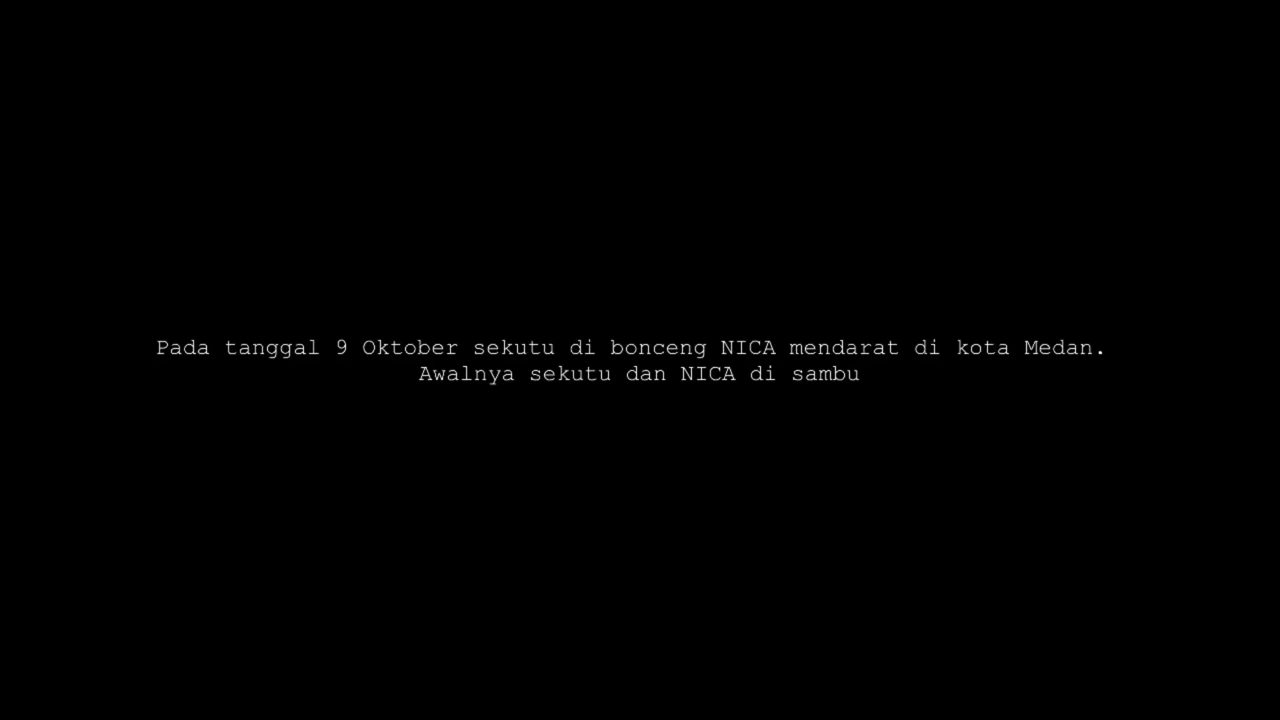 Pada tanggal 9 Oktober sekutu di bonceng NICA mendarat di kota Medan.
Awalnya sekutu dan NICA di sambu